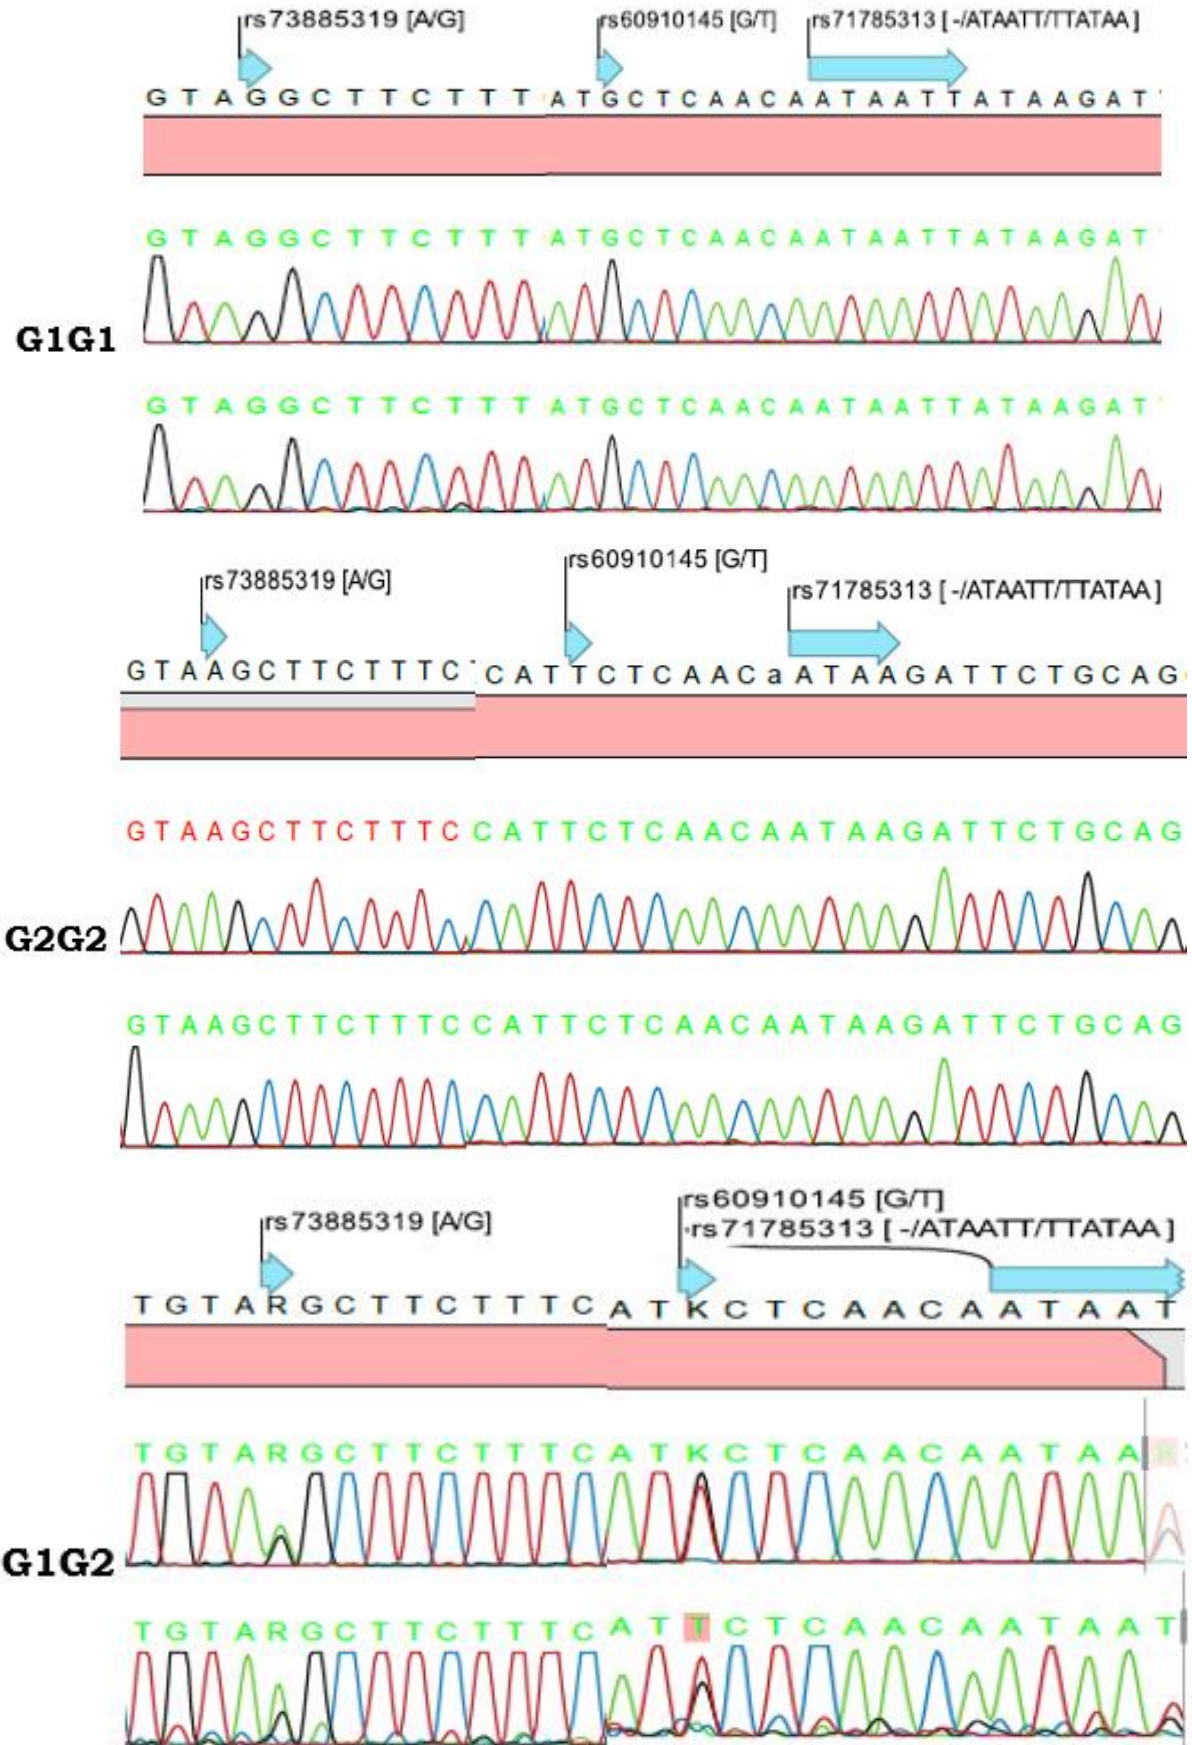 rs73885319 [A/G] rs60910145 [G/T] rs71785313 [ -/ATAATT/TTATAA ]
G T A G G C T T C T T T A T G C T C A A C A A T A A T T A T A A G A T
G T A G G C T T C T T T A T G C T C A A C A A T A A T T A T A A G A T
G1G1
G T A G G C T T C T T T A T G C T C A A C A A T A A T T A T A A G A T
rs60910145 [G/T]
rs73885319 [A/G] rs71785313 [ -/ATAATT/TTATAA ]
G T A A G C T T C T T T C C A T T C T C A A C a A T A A G A T T C T G C A G
G T A A G C T T C T T T C C A T T C T C A A C A A T A A G A T T C T G C A G
G2G2
G T A A G C T T C T T T C C A T T C T C A A C A A T A A G A T T C T G C A G
rs60910145 [G/T]
rs73885319 [A/G] rs71785313 [ -/ATAATT/TTATAA ]
T G T A R G C T T C T T T C A T K C T C A A C A A T A A T
T G T A R G C T T C T T T C A T K C T C A A C A A T A A K
G1G2
T G T A R G C T T C T T T C A T T C T C A A C A A T A A T